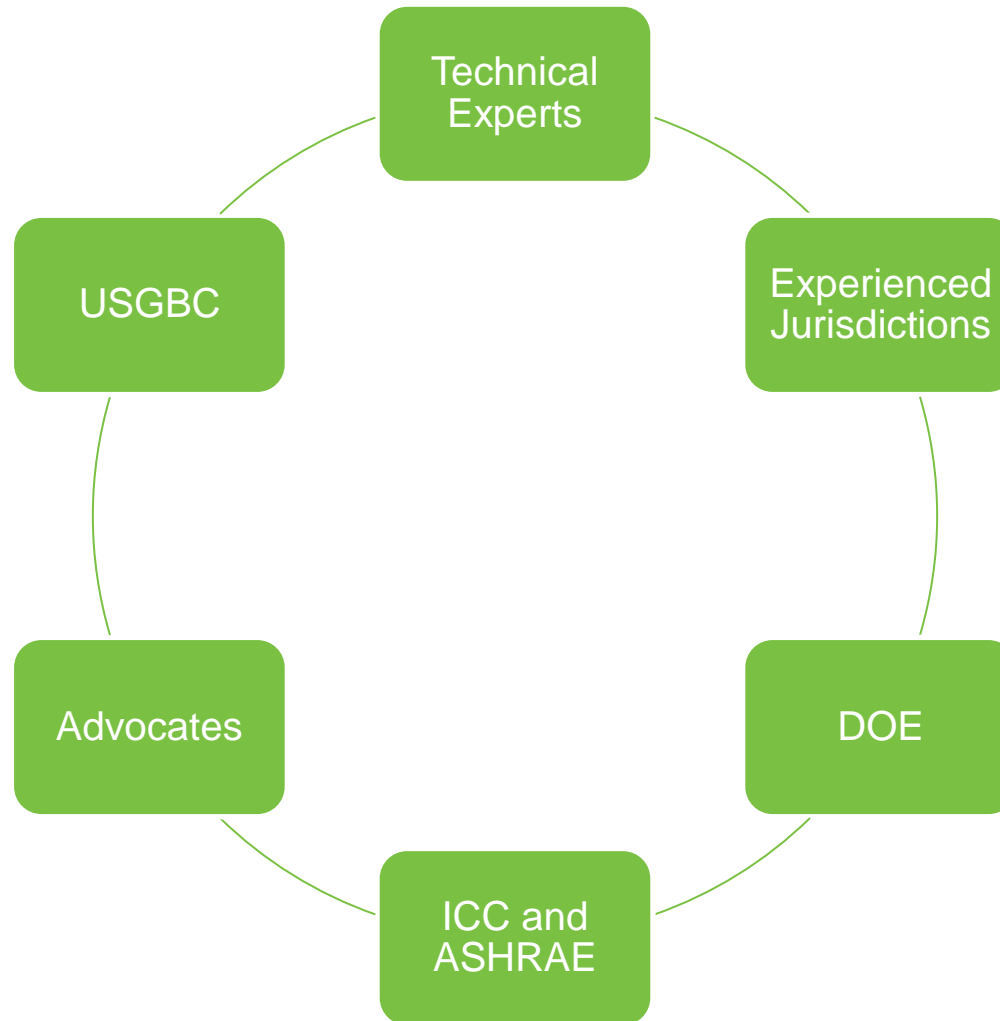 Technical
Experts
Experienced
Jurisdictions
DOE
ICC and
ASHRAE
Advocates
USGBC